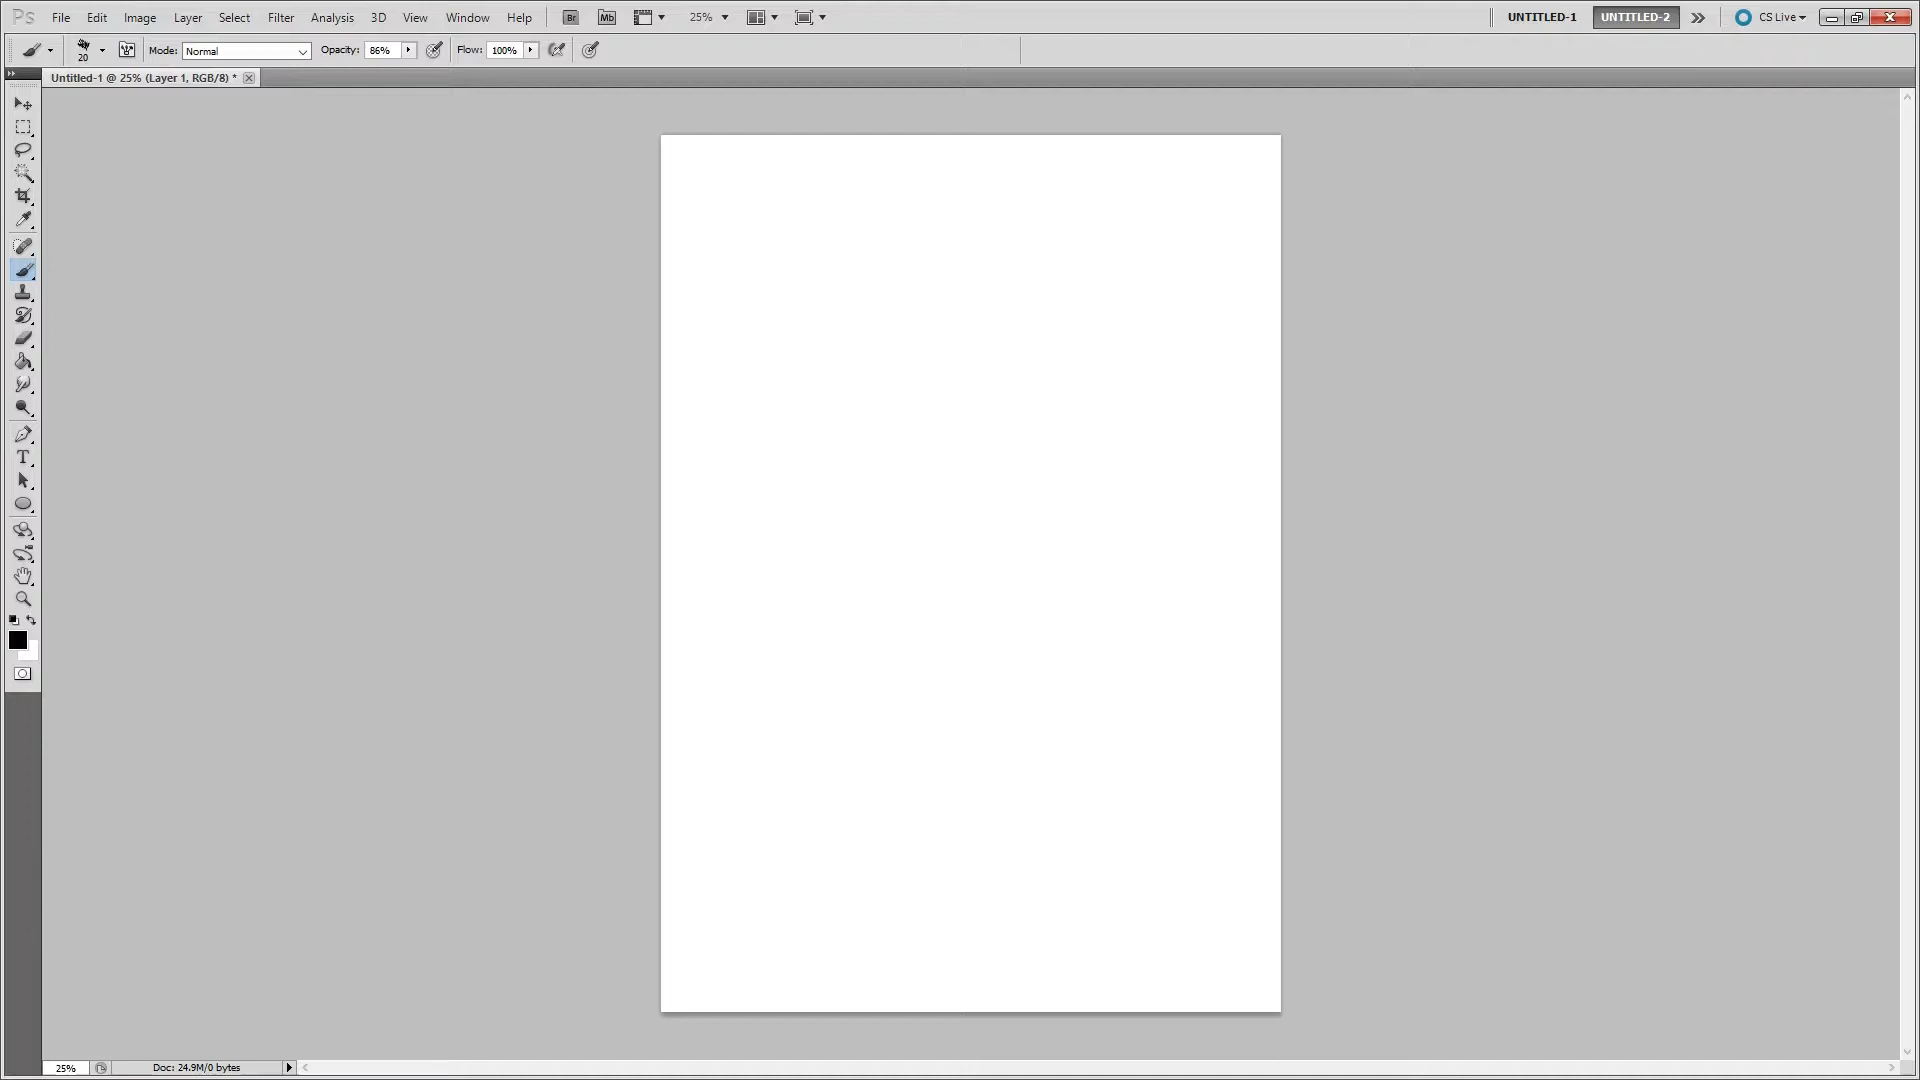 Ps File Edit Image Layer Select Filter Analysis 3D View Window Help Br Mb 25% UNTITLED-1 UNTITLED-2 CS Live
20 Mode: Normal Opacity: 86% Flow: 100%
Untitled-1 @ 25% (Layer 1, RGB/8) *
T
25% Doc: 24.9M/0 bytes